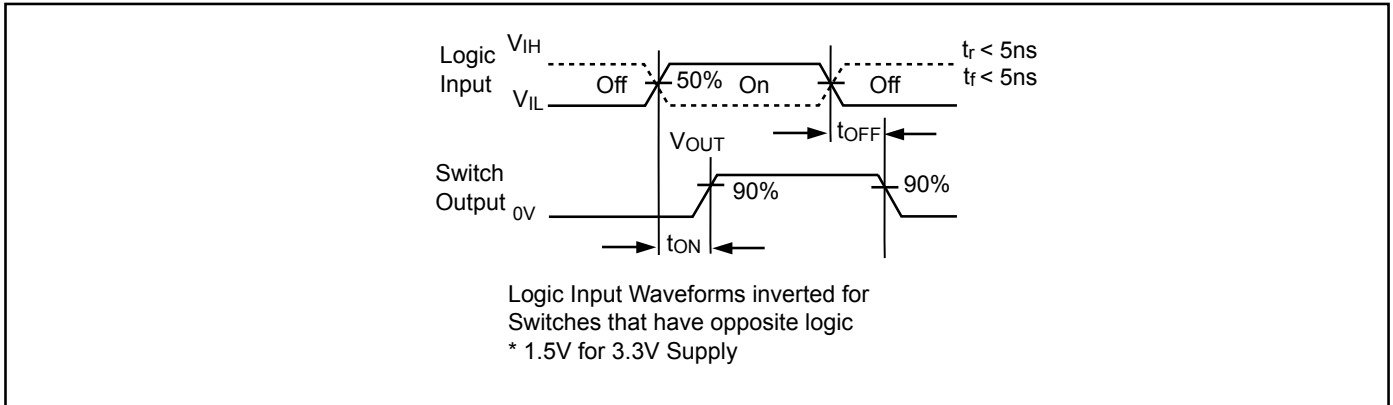 Logic Input
VIH
VIL
Off
50%
On
Off
tr < 5ns
tf < 5ns
tOFF
VOUT
Switch Output
0V
90%
90%
tON
Logic Input Waveforms inverted for
Switches that have opposite logic
* 1.5V for 3.3V Supply